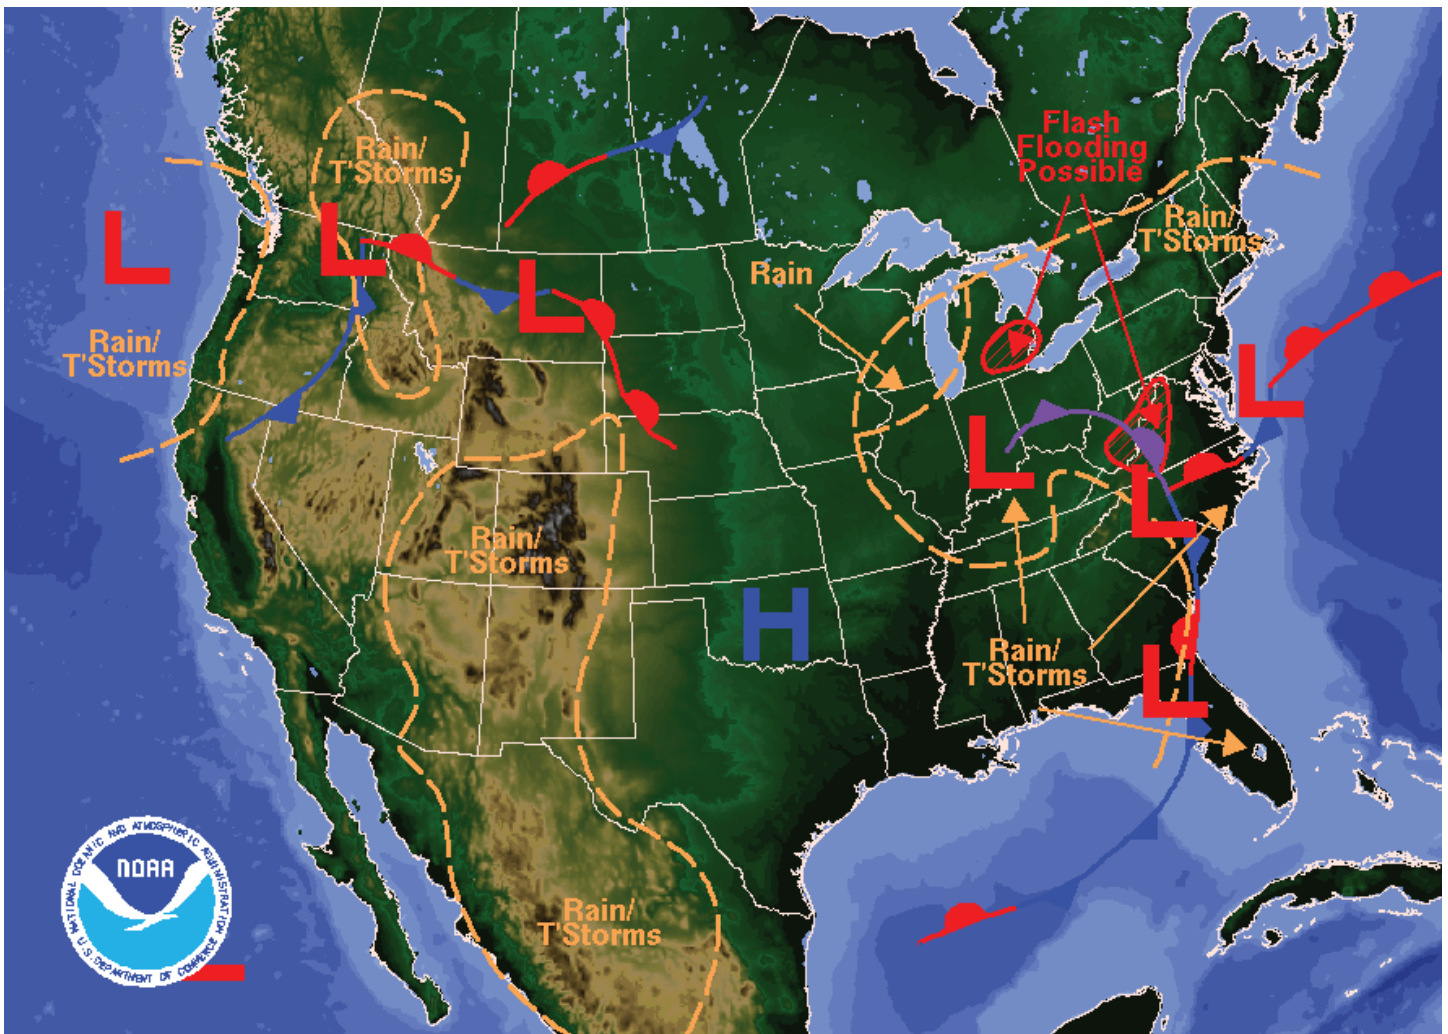 Flash
Flooding
Possible
Rain/
T'Storms
L
L
L
Rain/
T'Storms
Rain
Rain/
T'Storms
L
L
L
Rain/
T'Storms
H
Rain/
T'Storms
L
Rain/
T'Storms
NATIONAL OCEANIC AND ATMOSPHERIC ADMINISTRATION
NOAA
U.S. DEPARTMENT OF COMMERCE